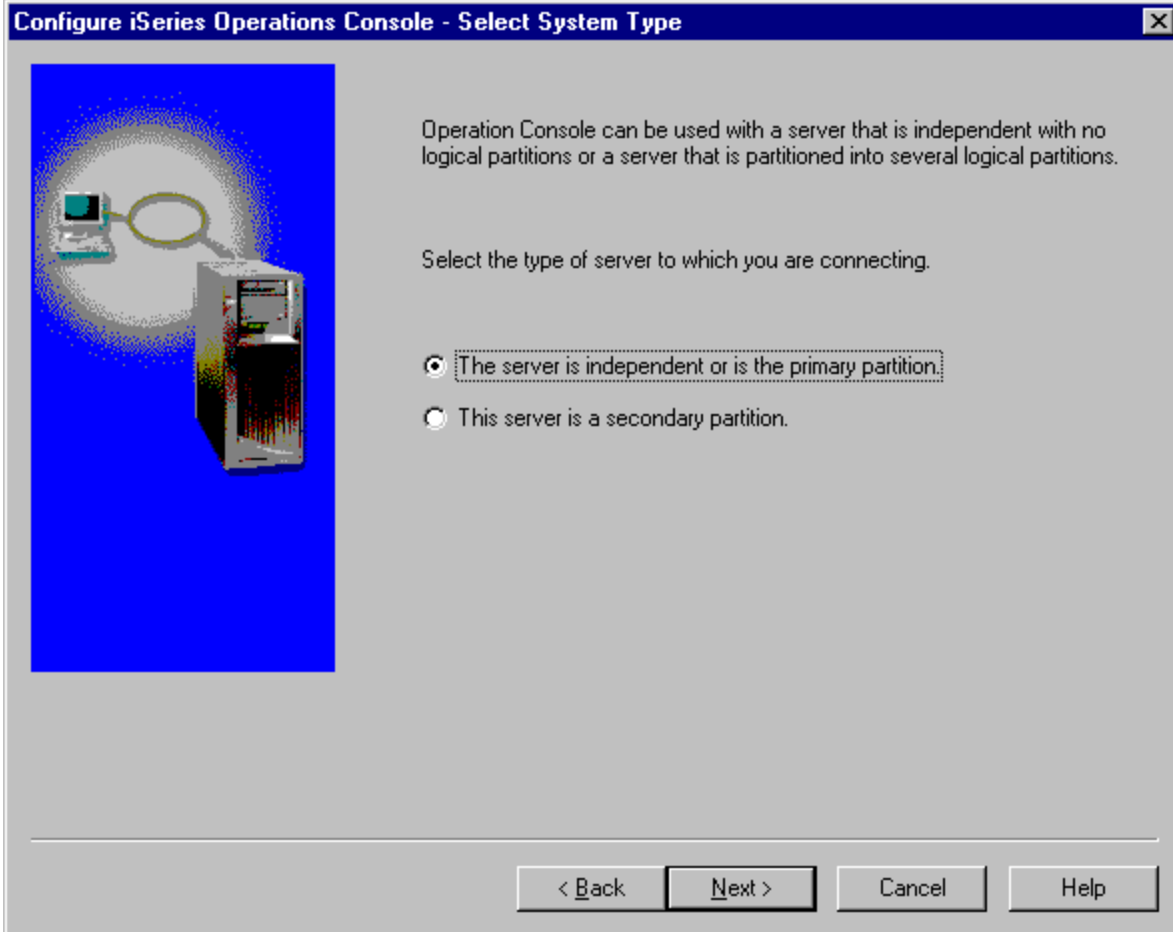 Configure iSeries Operations Console - Select System Type
Operation Console can be used with a server that is independent with no
logical partitions or a server that is partitioned into several logical partitions.
Select the type of server to which you are connecting.
The server is independent or is the primary partition.
This server is a secondary partition.
< Back
Next >
Cancel
Help